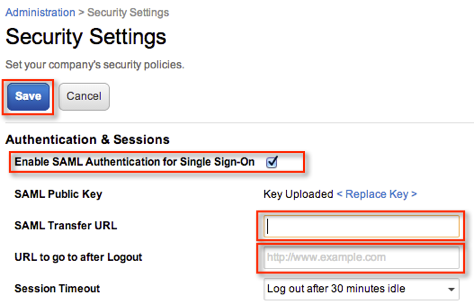 Administration > Security Settings
Security Settings
Set your company's security policies.
Save Cancel
Authentication & Sessions
Enable SAML Authentication for Single Sign-On
SAML Public Key Key Uploaded < Replace Key >
SAML Transfer URL
URL to go to after Logout http://www.example.com
Session Timeout Log out after 30 minutes idle